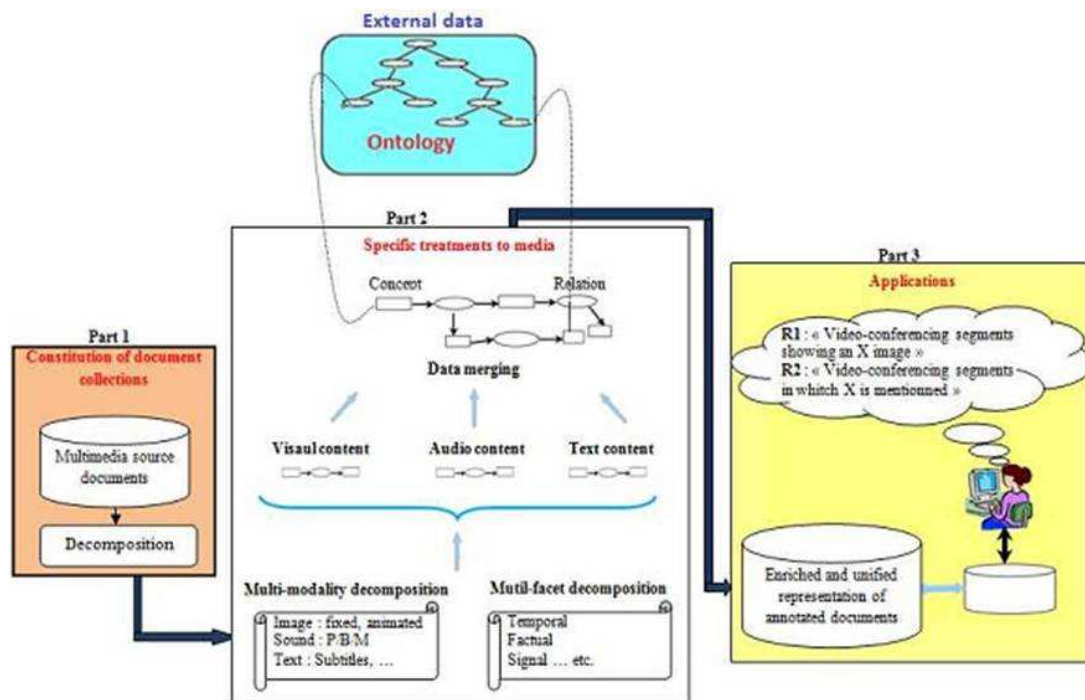 External data
Ontology
Part 1
Constitution of document
collections
Multimedia source
documents
Decomposition
Part 2
Specific treatments to media
Concept
Relation
Data merging
Visaul content
Audio content
Text content
Multi-modality decomposition
Image : fixed, animated
Sound : P/B/M
Text : Subtitles, …
Mutil-facet decomposition
Temporal
Factual
Signal … etc.
Part 3
Applications
R1 : « Video-conferencing segments
showing an X image »
R2 : « Video-conferencing segments
in whitch X is mentionned »
Enriched and unified
representation of
annotated documents